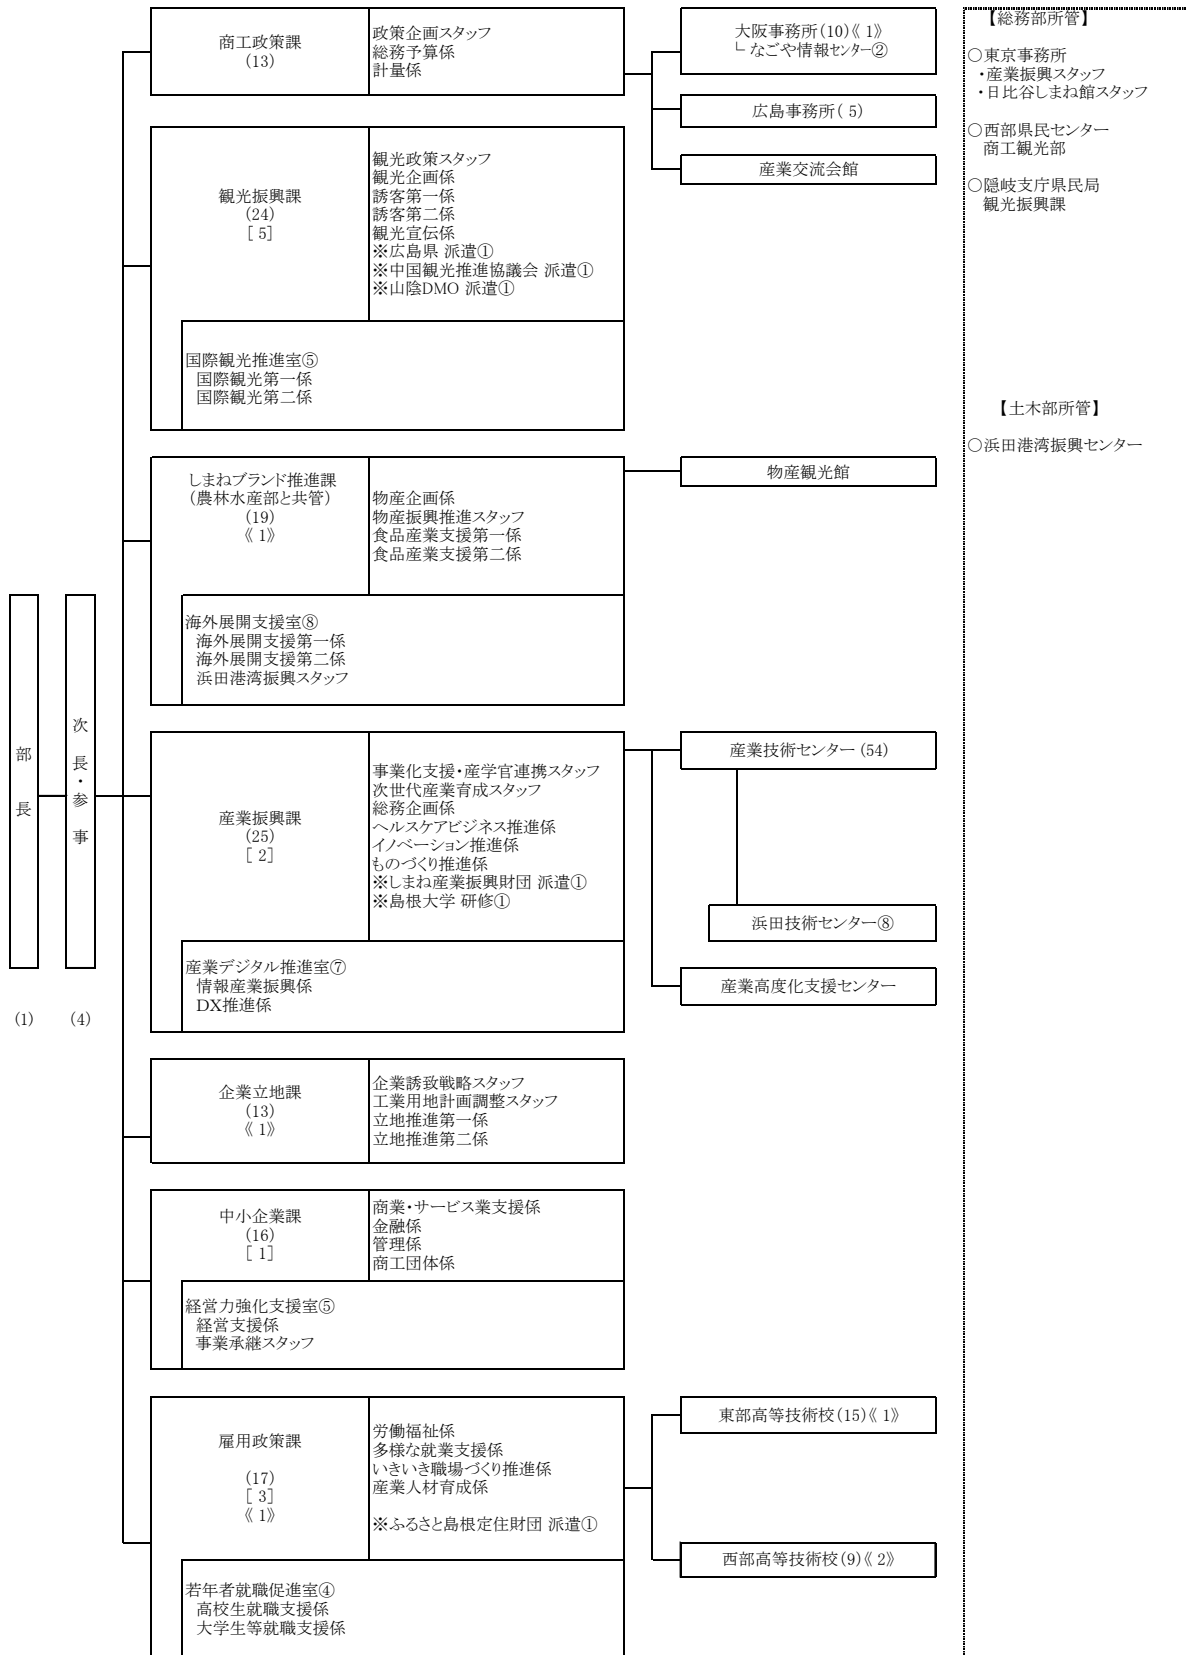 部長
(1)
次長・参事
(4)
商工政策課
(13)
政策企画スタッフ
総務予算係
計量係
大阪事務所(10)《 1》
└ なごや情報センター②
広島事務所( 5)
産業交流会館
観光振興課
(24)
[ 5]
観光政策スタッフ
観光企画係
誘客第一係
誘客第二係
観光宣伝係
※広島県 派遣①
※中国観光推進協議会 派遣①
※山陰DMO 派遣①
国際観光推進室⑤
国際観光第一係
国際観光第二係
しまねブランド推進課
(農林水産部と共管)
(19)
《 1》
物産企画係
物産振興推進スタッフ
食品産業支援第一係
食品産業支援第二係
物産観光館
海外展開支援室⑧
海外展開支援第一係
海外展開支援第二係
浜田港湾振興スタッフ
産業振興課
(25)
[ 2]
事業化支援・産学官連携スタッフ
次世代産業育成スタッフ
総務企画係
ヘルスケアビジネス推進係
イノベーション推進係
ものづくり推進係
※しまね産業振興財団 派遣①
※島根大学 研修①
産業技術センター (54)
浜田技術センター⑧
産業高度化支援センター
産業デジタル推進室⑦
情報産業振興係
DX推進係
企業立地課
(13)
《 1》
企業誘致戦略スタッフ
工業用地計画調整スタッフ
立地推進第一係
立地推進第二係
中小企業課
(16)
[ 1]
商業・サービス業支援係
金融係
管理係
商工団体係
経営力強化支援室⑤
経営支援係
事業承継スタッフ
雇用政策課
(17)
[ 3]
《 1》
労働福祉係
多様な就業支援係
いきいき職場づくり推進係
産業人材育成係
※ふるさと島根定住財団 派遣①
東部高等技術校(15)《 1》
西部高等技術校(9)《 2》
若年者就職促進室④
高校生就職支援係
大学生等就職支援係
【総務部所管】
○東京事務所
・産業振興スタッフ
・日比谷しまね館スタッフ
○西部県民センター
商工観光部
○隠岐支庁県民局
観光振興課
【土木部所管】
○浜田港湾振興センター